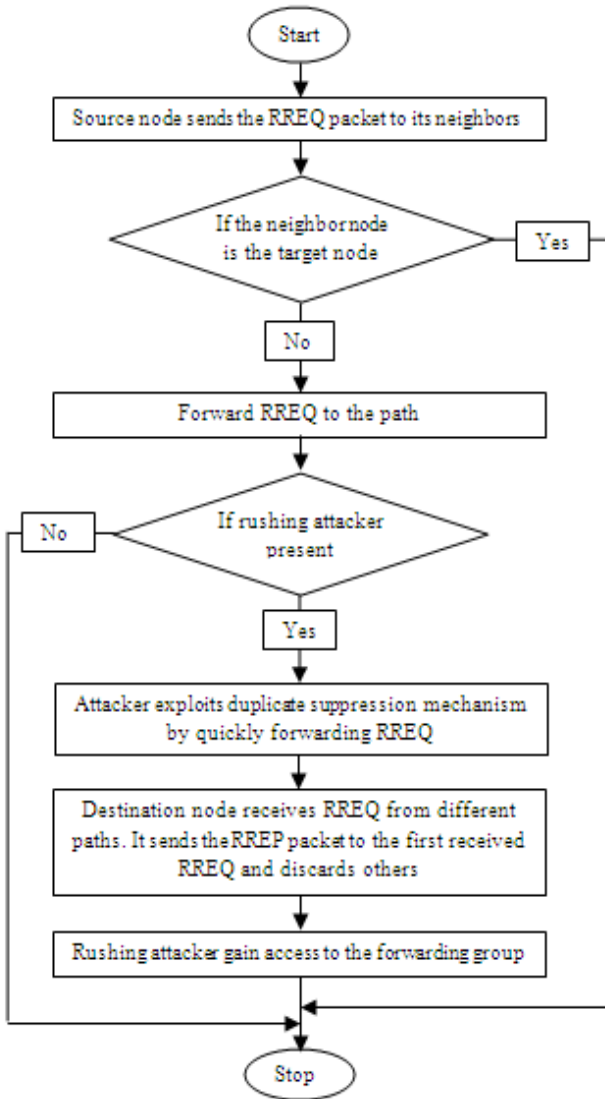 Start
Source node sends the RREQ packet to its neighbors
If the neighbor node
is the target node
Yes
No
Forward RREQ to the path
No
If rushing attacker
present
Yes
Attacker exploits duplicate suppression mechanism
by quickly forwarding RREQ
Destination node receives RREQ from different
paths. It sends the RREP packet to the first received
RREQ and discards others
Rushing attacker gain access to the forwarding group
Stop